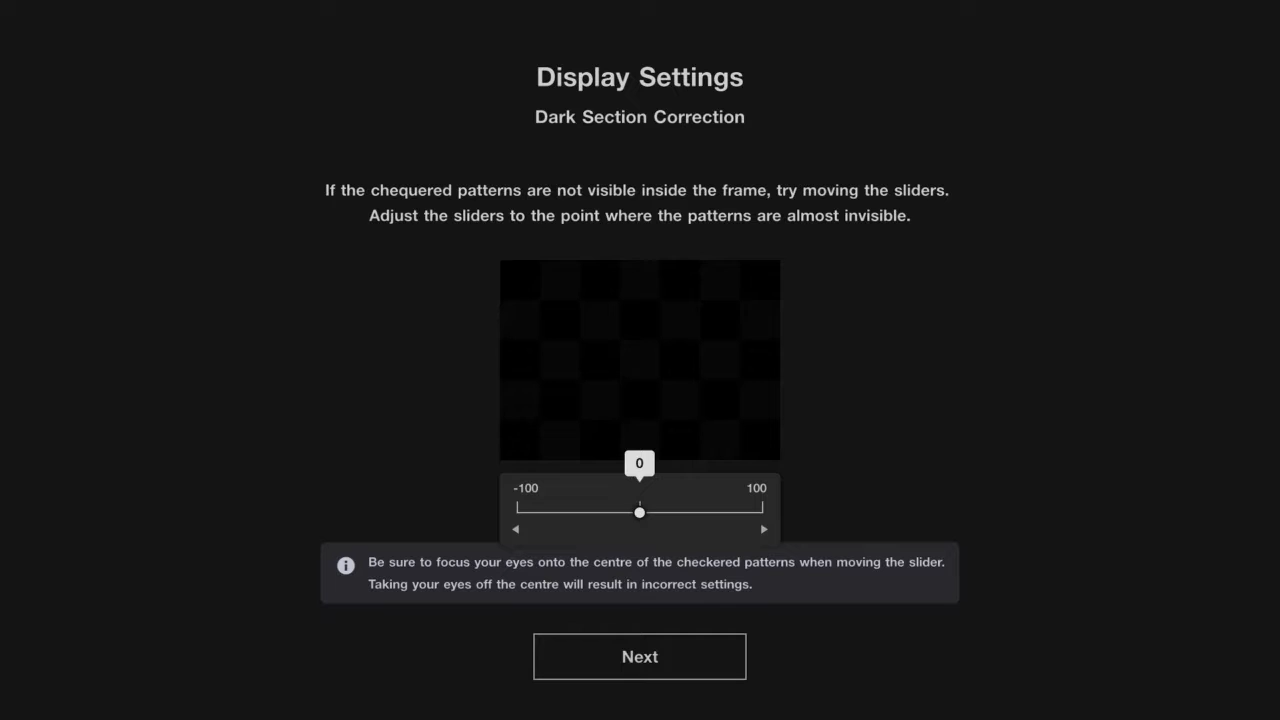 Display Settings
Dark Section Correction
If the chequered patterns are not visible inside the frame, try moving the sliders.
Adjust the sliders to the point where the patterns are almost invisible.
0
-100 100
Be sure to focus your eyes onto the centre of the checkered patterns when moving the slider.
Taking your eyes off the centre will result in incorrect settings.
Next